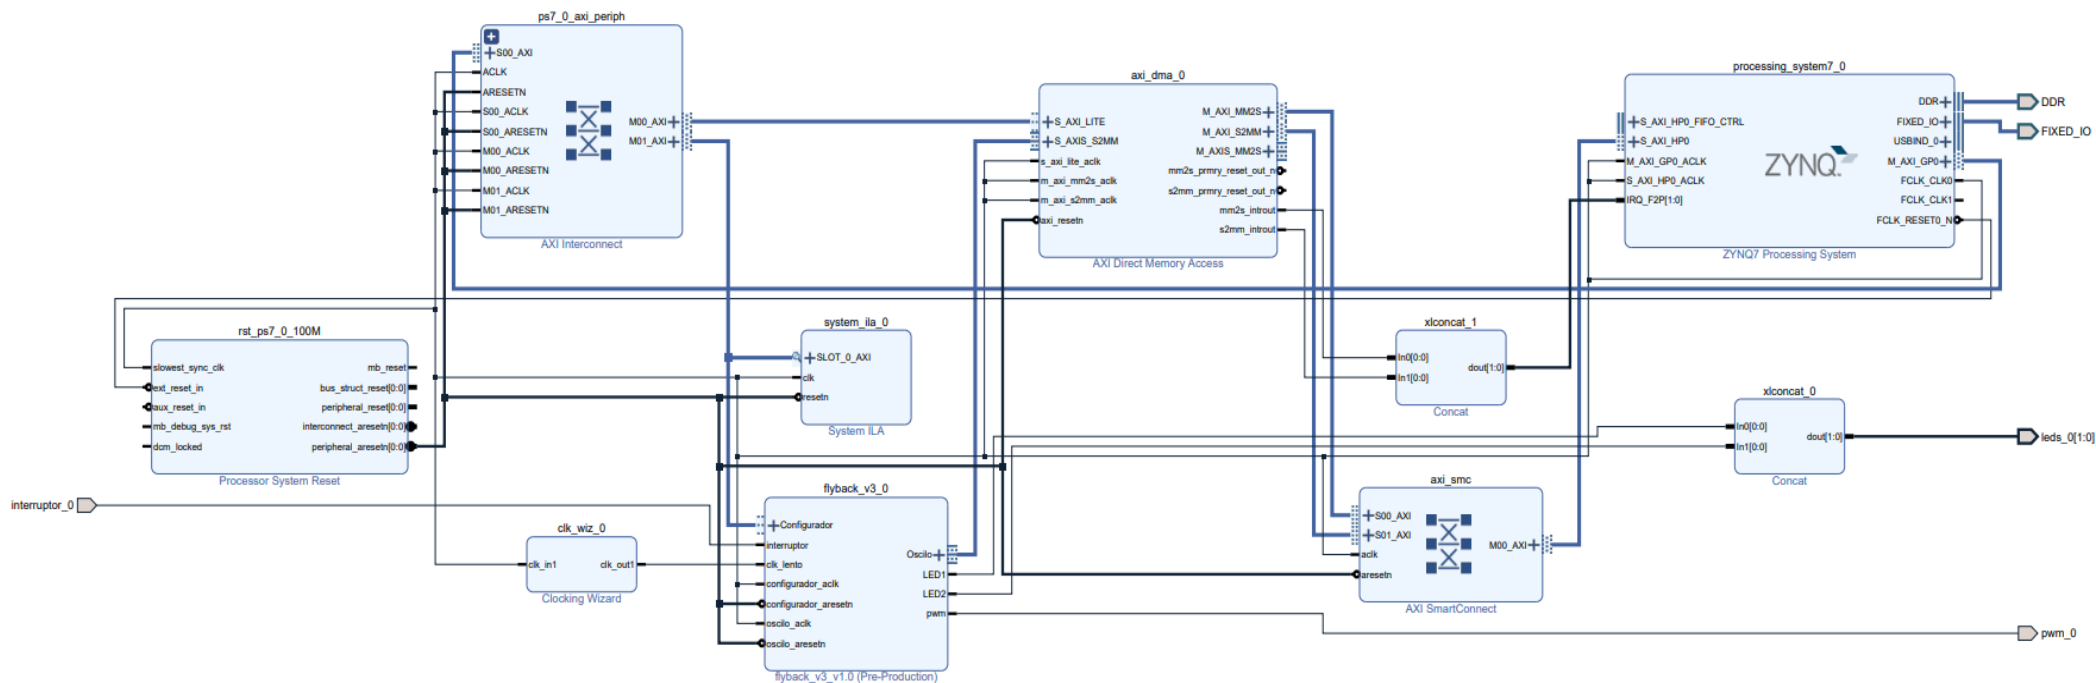 ps7_0_axi_periph
S00_AXI
ACLK
ARESETN
S00_ACLK
S00_ARESETN
M00_ACLK
M00_ARESETN
M01_ACLK
M01_ARESETN
M00_AXI
M01_AXI
AXI Interconnect
axi_dma_0
S_AXI_LITE
S_AXIS_S2MM
s_axi_lite_aclk
m_axi_mm2s_aclk
m_axi_s2mm_aclk
axi_resetn
M_AXI_MM2S
M_AXI_S2MM
M_AXIS_MM2S
mm2s_prmry_reset_out_n
s2mm_prmry_reset_out_n
mm2s_introut
s2mm_introut
AXI Direct Memory Access
processing_system7_0
S_AXI_HP0_FIFO_CTRL
S_AXI_HP0
M_AXI_GP0_ACLK
S_AXI_HP0_ACLK
IRQ_F2P[1:0]
ZYNQ
DDR
FIXED_IO
USBIND_0
M_AXI_GP0
FCLK_CLK0
FCLK_CLK1
FCLK_RESET0_N
ZYNQ7 Processing System
DDR
FIXED_IO
rst_ps7_0_100M
slowest_sync_clk
ext_reset_in
aux_reset_in
mb_debug_sys_rst
dcm_locked
mb_reset
bus_struct_reset[0:0]
peripheral_reset[0:0]
interconnect_aresetn[0:0]
peripheral_aresetn[0:0]
Processor System Reset
system_ila_0
SLOT_0_AXI
clk
resetn
System ILA
xlconcat_1
In0[0:0]
In1[0:0]
dout[1:0]
Concat
xlconcat_0
In0[0:0]
In1[0:0]
dout[1:0]
Concat
leds_0[1:0]
interruptor_0
clk_wiz_0
clk_in1
clk_out1
Clocking Wizard
flyback_v3_0
Configurador
interruptor
clk_lento
configurador_aclk
configurador_aresetn
oscilo_aclk
oscilo_aresetn
Oscilo
LED1
LED2
pwm
flyback_v3_v1.0 (Pre-Production)
axi_smc
S00_AXI
S01_AXI
aclk
aresetn
M00_AXI
AXI SmartConnect
pwm_0